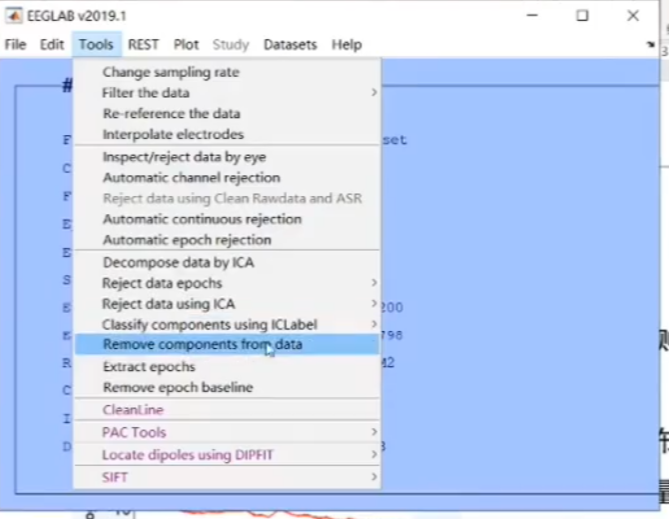 EEGLAB v2019.1
File Edit Tools REST Plot Study Datasets Help
#
Change sampling rate
Filter the data
Re-reference the data
Interpolate electrodes
set
Inspect/reject data by eye
Automatic channel rejection
Reject data using Clean Rawdata and ASR
Automatic continuous rejection
Automatic epoch rejection
Decompose data by ICA
Reject data epochs
Reject data using ICA
200
Classify components using ICLabel
798
Remove components from data
Extract epochs
Remove epoch baseline
CleanLine
PAC Tools
Locate dipoles using DIPFIT
SIFT